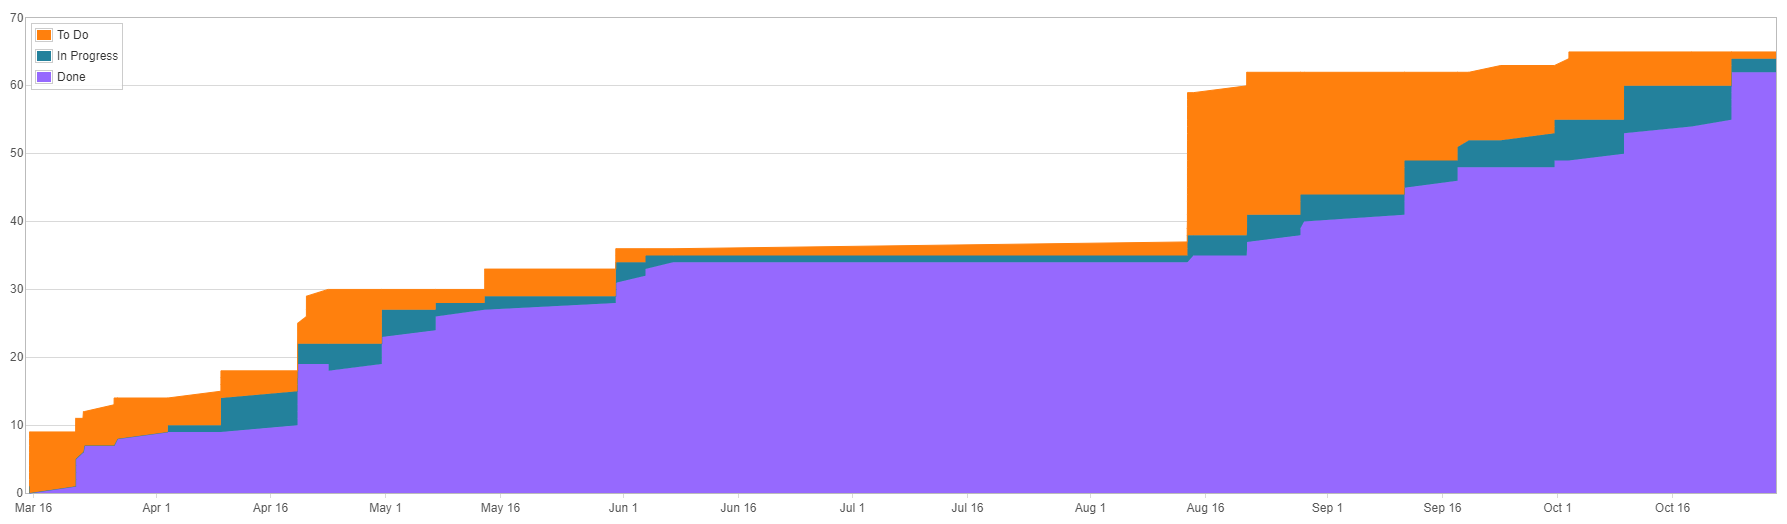 70
To Do
In Progress
Done
60
50
40
30
20
10
0
Mar 16 Apr 1 Apr 16 May 1 May 16 Jun 1 Jun 16 Jul 1 Jul 16 Aug 1 Aug 16 Sep 1 Sep 16 Oct 1 Oct 16